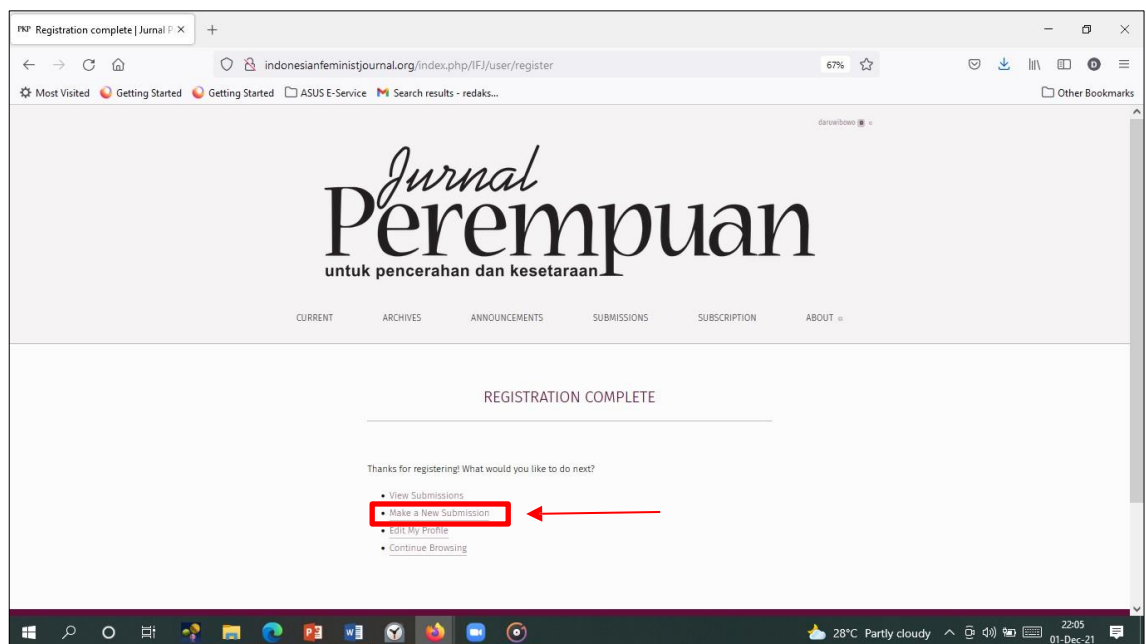 PKP Registration complete | Jurnal P
indonesianfeministjournal.org/index.php/IFJ/user/register
67%
D
Most Visited Getting Started Getting Started ASUS E-Service Search results - redaks... Other Bookmarks
daruwibowo 0
Jurnal
Perempuan
untuk pencerahan dan kesetaraan
CURRENT ARCHIVES ANNOUNCEMENTS SUBMISSIONS SUBSCRIPTION ABOUT
REGISTRATION COMPLETE
Thanks for registering! What would you like to do next?
• View Submissions
• Make a New Submission
• Edit My Profile
• Continue Browsing
28°C Partly cloudy
22:05
01-Dec-21